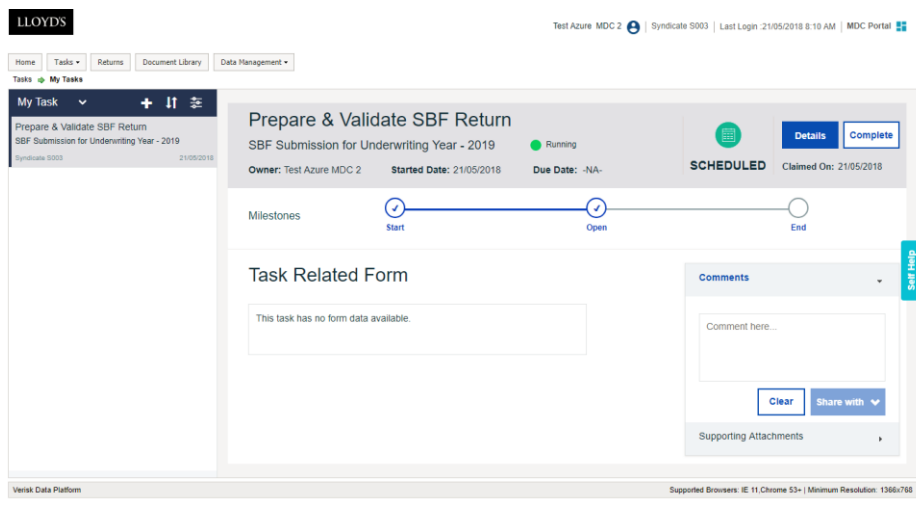 LLOYD'S
Test Azure MDC 2 | Syndicate S003 | Last Login :21/05/2018 8:10 AM | MDC Portal
Home Tasks Returns Document Library Data Management
Tasks My Tasks
My Task
Prepare & Validate SBF Return
SBF Submission for Underwriting Year - 2019
Syndicate S003 21/05/2018
Prepare & Validate SBF Return
SBF Submission for Underwriting Year - 2019 Running
Owner: Test Azure MDC 2 Started Date: 21/05/2018 Due Date: -NA-
SCHEDULED
Details Complete
Claimed On: 21/05/2018
Milestones
Start Open End
Self Help
Task Related Form
This task has no form data available.
Comments
Comment here...
Clear Share with
Supporting Attachments
Verisk Data Platform
Supported Browsers: IE 11,Chrome 53+ | Minimum Resolution: 1366x768